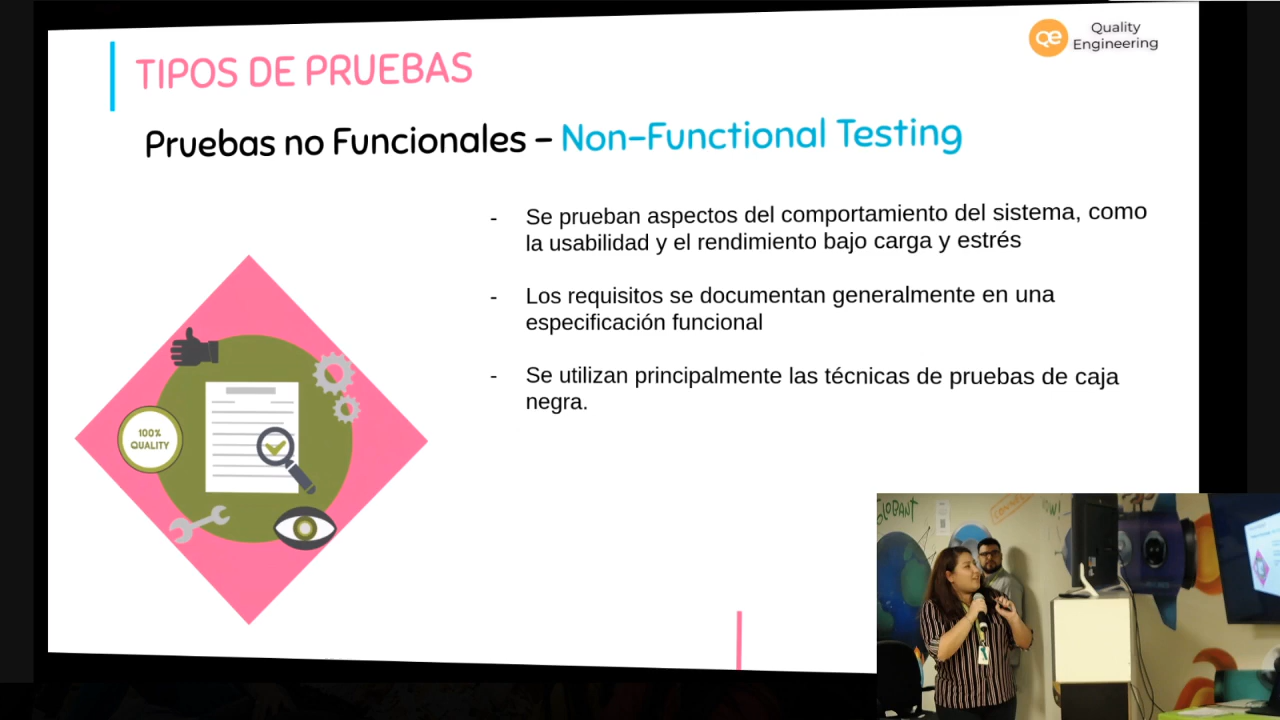 Quality
Engineering
qe
TIPOS DE PRUEBAS
Pruebas no Funcionales – Non-Functional Testing
- Se prueban aspectos del comportamiento del sistema, como
la usabilidad y el rendimiento bajo carga y estrés
- Los requisitos se documentan generalmente en una
especificación funcional
- Se utilizan principalmente las técnicas de pruebas de caja
negra.
100%
QUALITY
GLOBANT